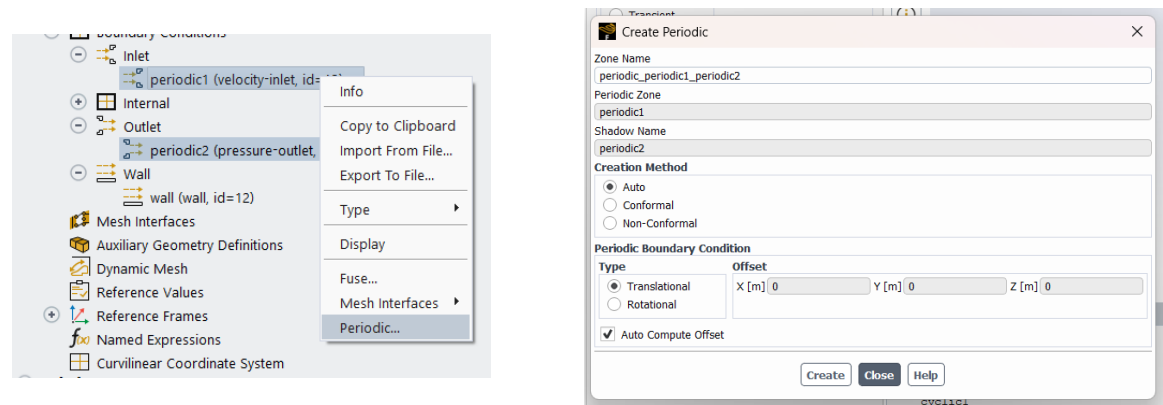 Boundary Conditions
Inlet
periodic1 (velocity-inlet, id=
Internal
Outlet
periodic2 (pressure-outlet,
Wall
wall (wall, id=12)
Mesh Interfaces
Auxiliary Geometry Definitions
Dynamic Mesh
Reference Values
Reference Frames
Named Expressions
Curvilinear Coordinate System
Info
Copy to Clipboard
Import From File...
Export To File...
Type
Display
Fuse...
Mesh Interfaces
Periodic...
Transient
Create Periodic
Zone Name
periodic_periodic1_periodic2
Periodic Zone
periodic1
Shadow Name
periodic2
Creation Method
Auto
Conformal
Non-Conformal
Periodic Boundary Condition
Type Offset
Translational X [m] 0 Y [m] 0 Z [m] 0
Rotational
Auto Compute Offset
Create Close Help